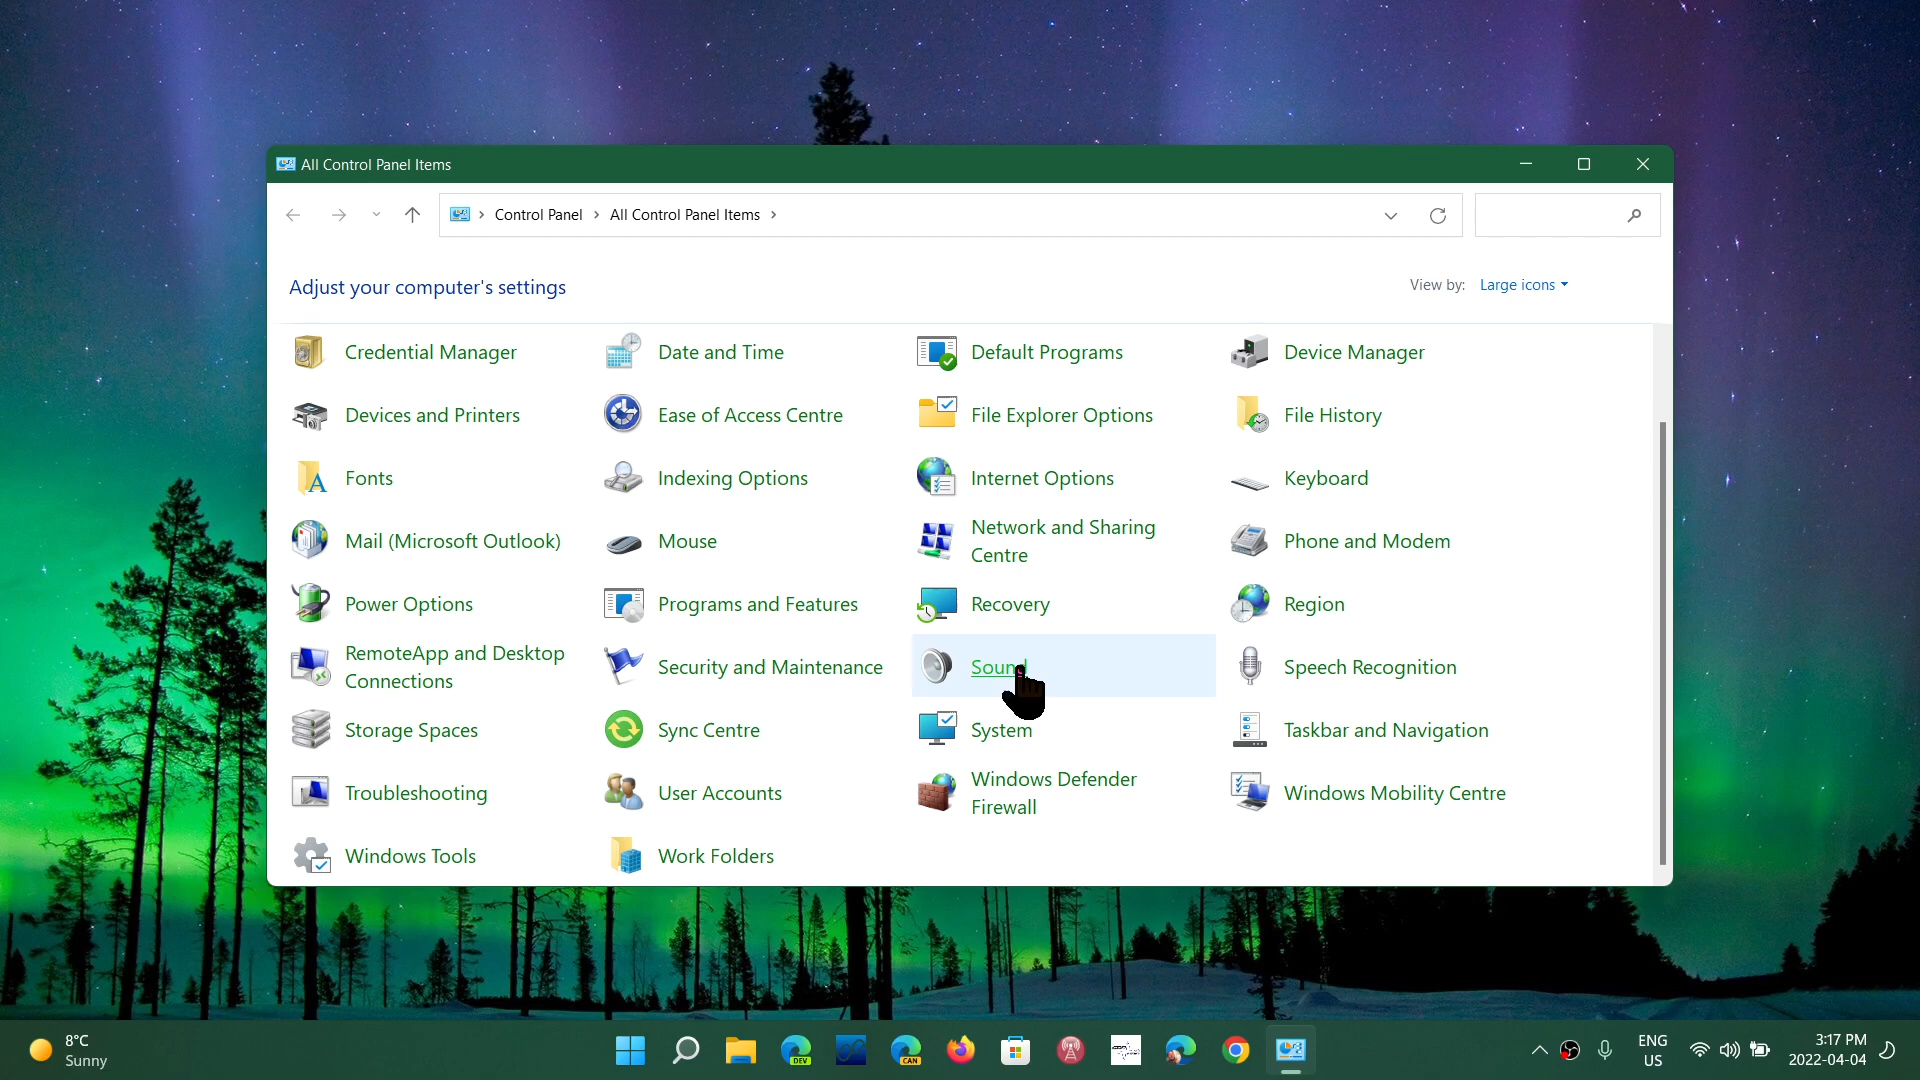 All Control Panel Items
Control Panel
All Control Panel Items
Adjust your computer's settings
View by: Large icons
Credential Manager
Date and Time
Default Programs
Device Manager
Devices and Printers
Ease of Access Centre
File Explorer Options
File History
Fonts
Indexing Options
Internet Options
Keyboard
Mail (Microsoft Outlook)
Mouse
Network and Sharing
Centre
Phone and Modem
Power Options
Programs and Features
Recovery
Region
RemoteApp and Desktop
Connections
Security and Maintenance
Sound
Speech Recognition
Storage Spaces
Sync Centre
System
Taskbar and Navigation
Troubleshooting
User Accounts
Windows Defender
Firewall
Windows Mobility Centre
Windows Tools
Work Folders
8°C
Sunny
DEV
CAN
ENG
US
3:17 PM
2022-04-04